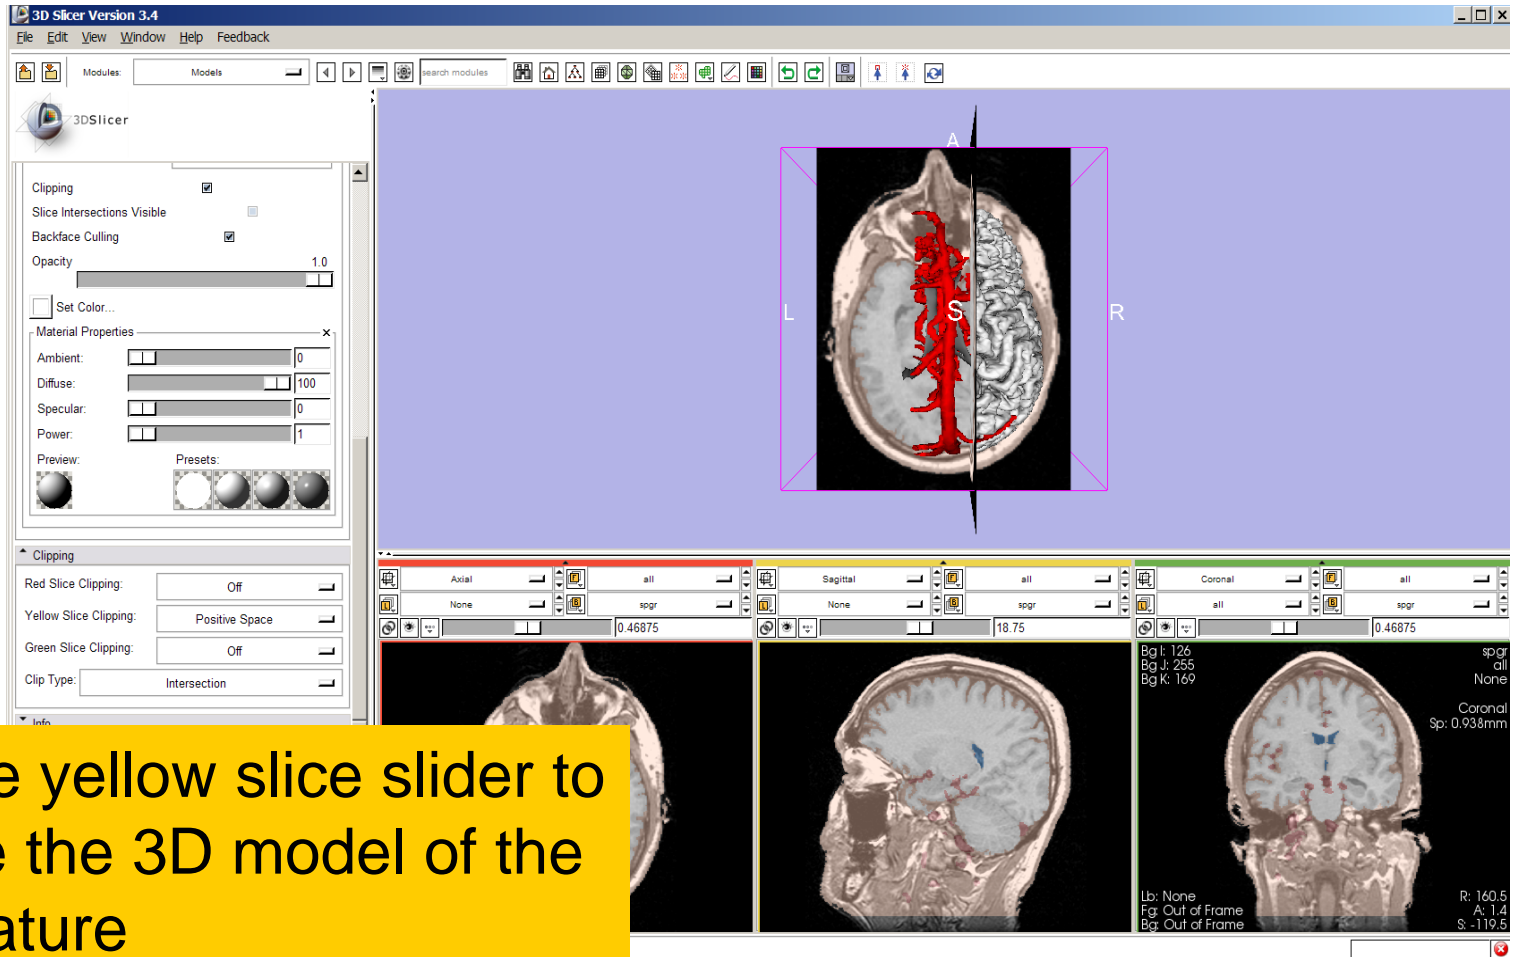 3D Slicer Version 3.4
File Edit View Window Help Feedback
Modules: Models search modules
3DSlicer
Clipping
Slice Intersections Visible
Backface Culling
Opacity 1.0
Set Color...
Material Properties x
Ambient: 0
Diffuse: 100
Specular: 0
Power: 1
Preview: Presets:
Clipping
Red Slice Clipping: Off
Yellow Slice Clipping: Positive Space
Green Slice Clipping: Off
Clip Type: Intersection
Info
A
L S R
Axial F all
L None B spgr
0.46875
Sagittal F all
L None B spgr
18.75
Coronal F all
L all B spgr
0.46875
Bg I: 126 spgr
Bg J: 255 all
Bg K: 169 None
Coronal
Sp: 0.938mm
Lb: None R: 160.5
Fg: Out of Frame A: 1.4
Bg: Out of Frame S: -119.5
e yellow slice slider to
e the 3D model of the
ature